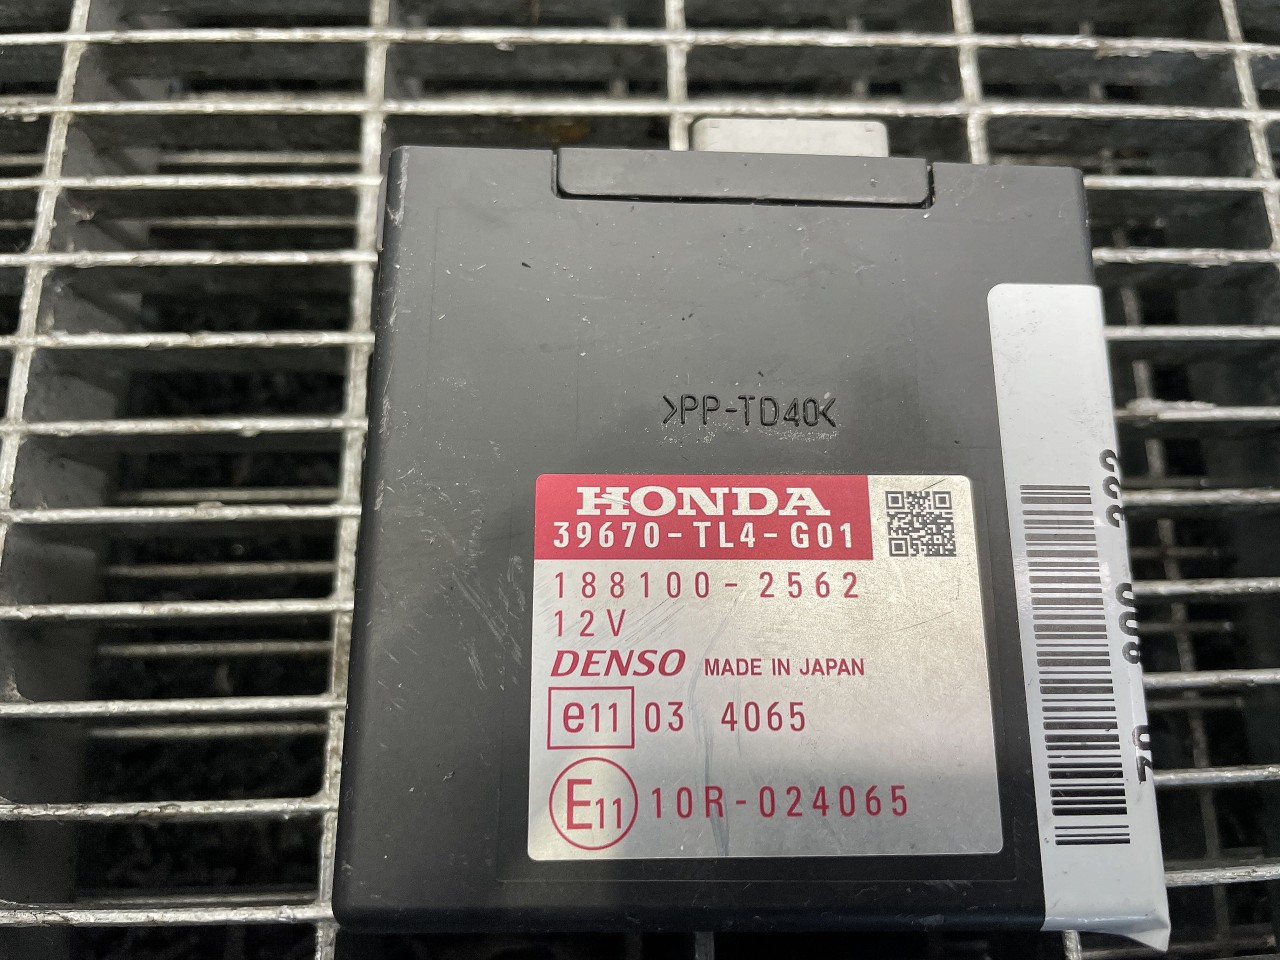 >PP-TD40<
HONDA
39670-TL4-G01
188100-2562
12V
DENSO MADE IN JAPAN
e11 03 4065
E11 10R-024065